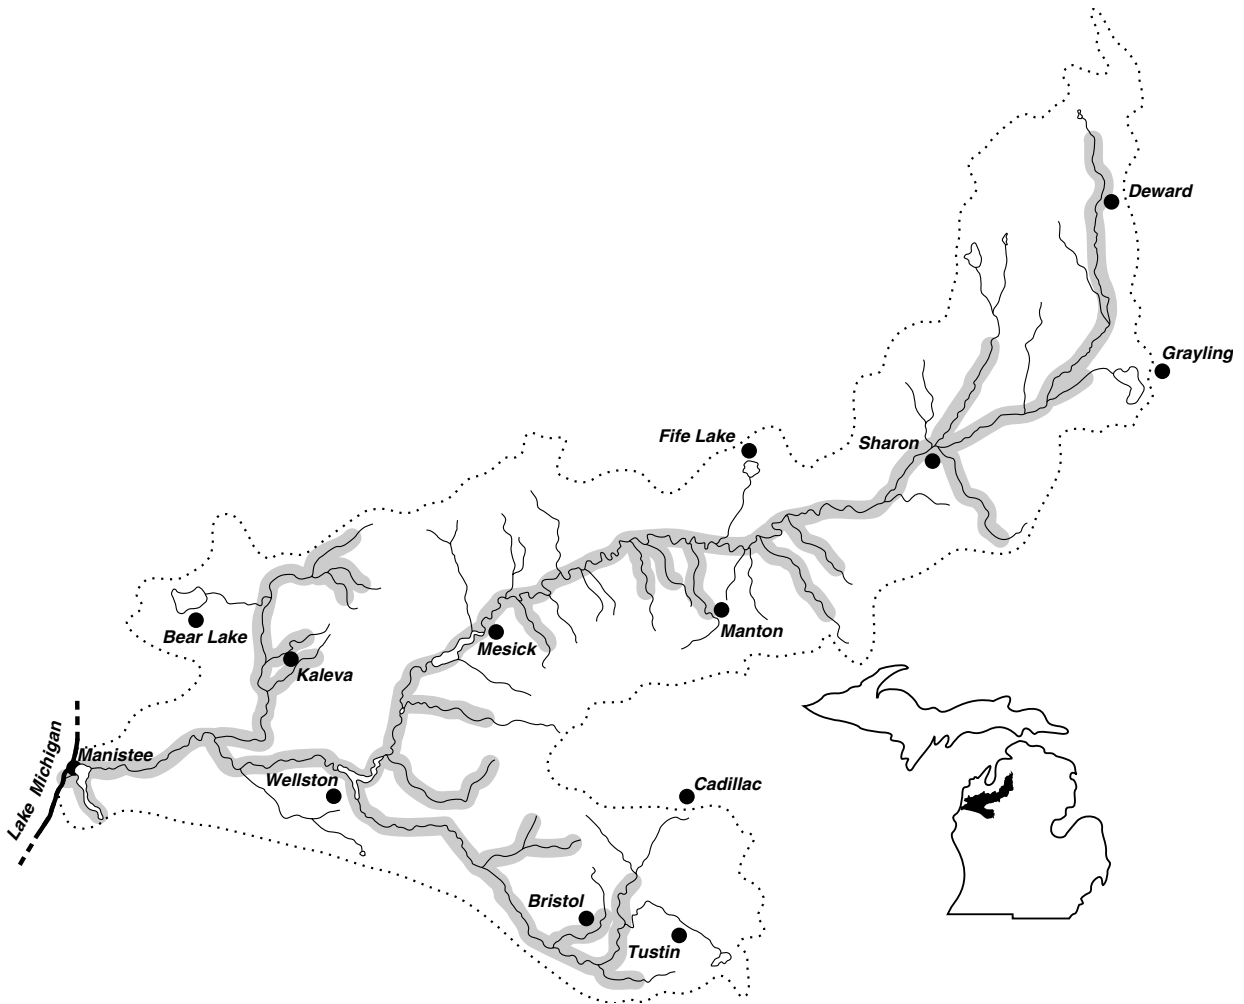 Deward
Grayling
Fife Lake
Sharon
Bear Lake
Manton
Mesick
Kaleva
Lake Michigan
Manistee
Wellston
Cadillac
Bristol
Tustin